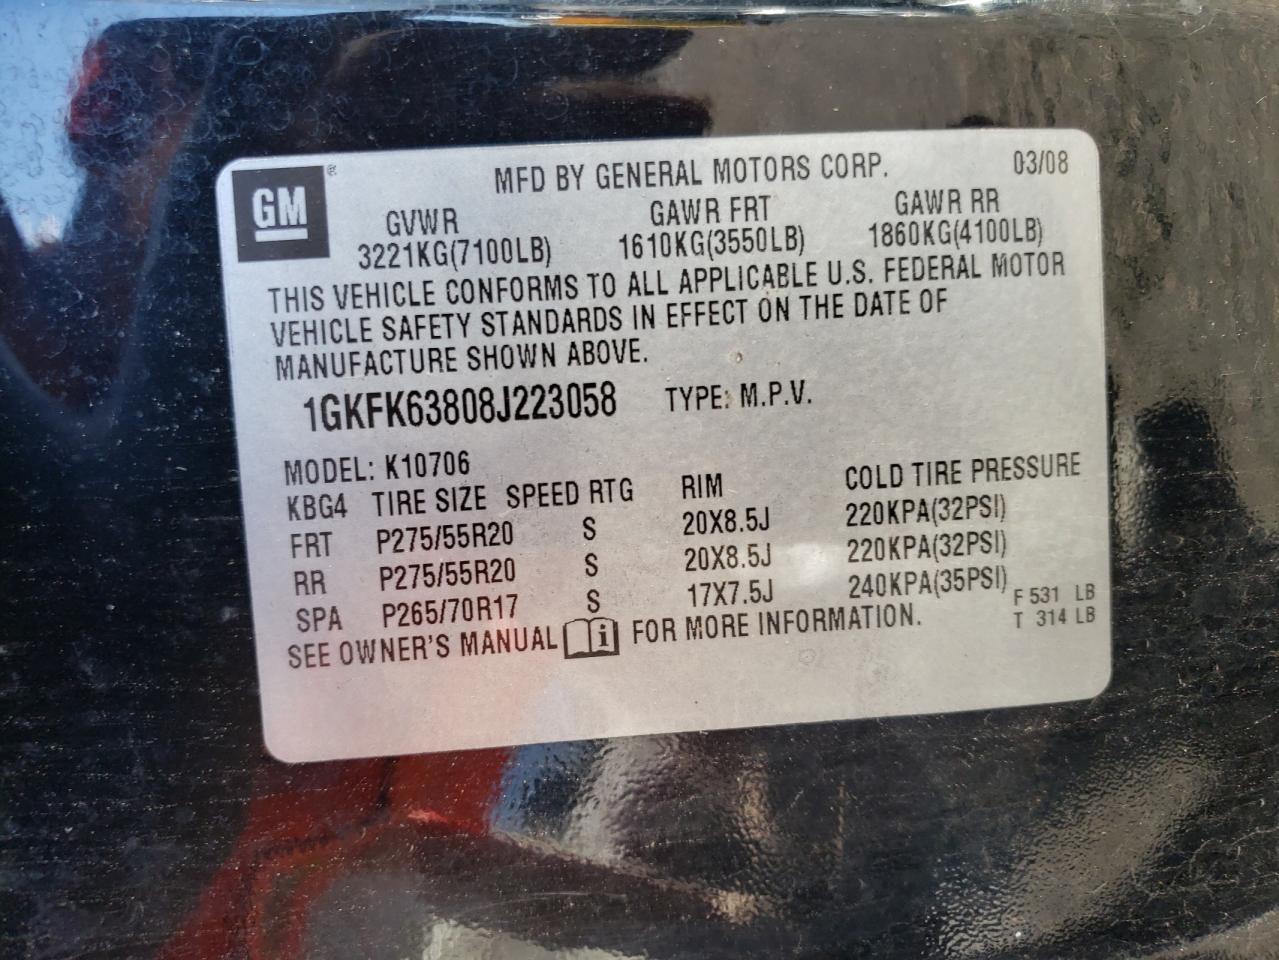 GM® MFD BY GENERAL MOTORS CORP. 03/08
GVWR GAWR FRT GAWR RR
3221KG(7100LB) 1610KG(3550LB) 1860KG(4100LB)
THIS VEHICLE CONFORMS TO ALL APPLICABLE U.S. FEDERAL MOTOR
VEHICLE SAFETY STANDARDS IN EFFECT ON THE DATE OF
MANUFACTURE SHOWN ABOVE.
1GKFK63808J223058 TYPE: M.P.V.
MODEL: K10706
KBG4 TIRE SIZE SPEED RTG RIM COLD TIRE PRESSURE
FRT P275/55R20 S 20X8.5J 220KPA(32PSI)
RR P275/55R20 S 20X8.5J 220KPA(32PSI)
SPA P265/70R17 S 17X7.5J 240KPA(35PSI) F 531 LB
T 314 LB
SEE OWNER'S MANUAL i FOR MORE INFORMATION.